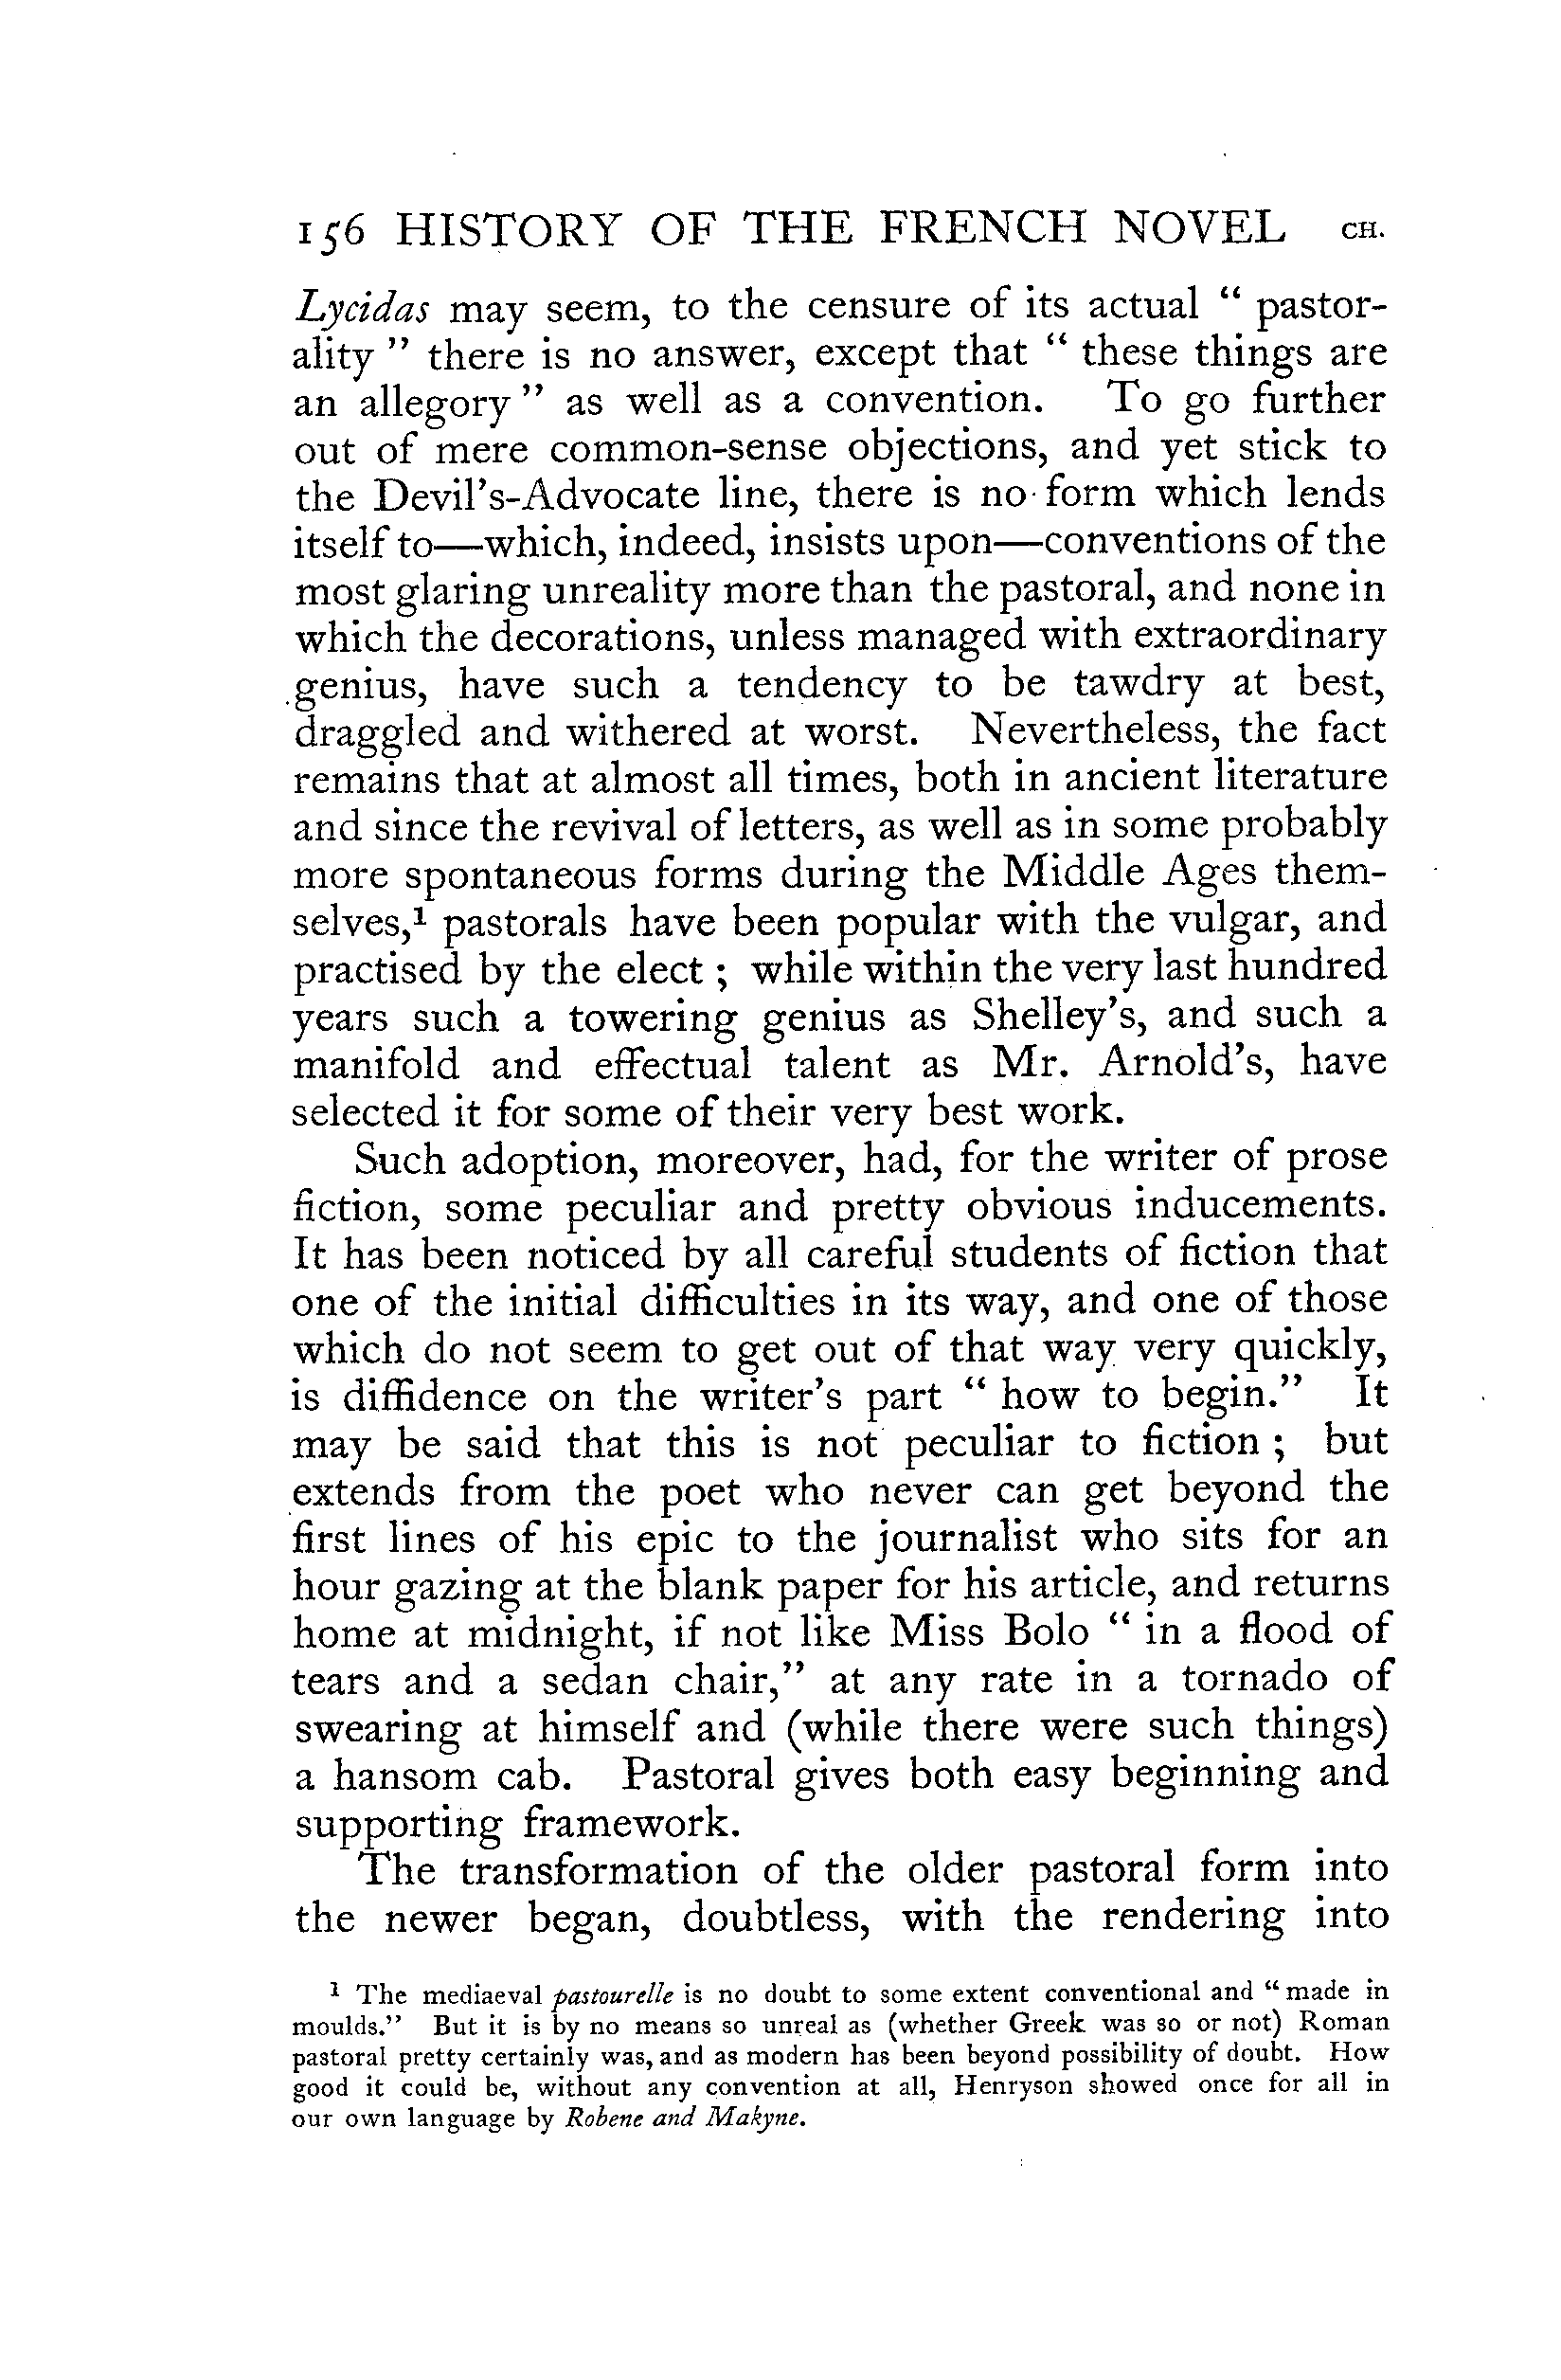 156 HISTORY OF THE FRENCH NOVEL CH.
Lycidas may seem, to the censure of its actual “ pastor-
ality ” there is no answer, except that “ these things are
an allegory ” as well as a convention. To go further
out of mere common-sense objections, and yet stick to
the Devil’s-Advocate line, there is no form which lends
itself to—which, indeed, insists upon—conventions of the
most glaring unreality more than the pastoral, and none in
which the decorations, unless managed with extraordinary
genius, have such a tendency to be tawdry at best,
draggled and withered at worst. Nevertheless, the fact
remains that at almost all times, both in ancient literature
and since the revival of letters, as well as in some probably
more spontaneous forms during the Middle Ages them-
selves,¹ pastorals have been popular with the vulgar, and
practised by the elect ; while within the very last hundred
years such a towering genius as Shelley’s, and such a
manifold and effectual talent as Mr. Arnold’s, have
selected it for some of their very best work.
Such adoption, moreover, had, for the writer of prose
fiction, some peculiar and pretty obvious inducements.
It has been noticed by all careful students of fiction that
one of the initial difficulties in its way, and one of those
which do not seem to get out of that way very quickly,
is diffidence on the writer’s part “ how to begin.” It
may be said that this is not peculiar to fiction ; but
extends from the poet who never can get beyond the
first lines of his epic to the journalist who sits for an
hour gazing at the blank paper for his article, and returns
home at midnight, if not like Miss Bolo “ in a flood of
tears and a sedan chair,” at any rate in a tornado of
swearing at himself and (while there were such things)
a hansom cab. Pastoral gives both easy beginning and
supporting framework.
The transformation of the older pastoral form into
the newer began, doubtless, with the rendering into
¹ The mediaeval pastourelle is no doubt to some extent conventional and “ made in
moulds.” But it is by no means so unreal as (whether Greek was so or not) Roman
pastoral pretty certainly was, and as modern has been beyond possibility of doubt. How
good it could be, without any convention at all, Henryson showed once for all in
our own language by Robene and Makyne.